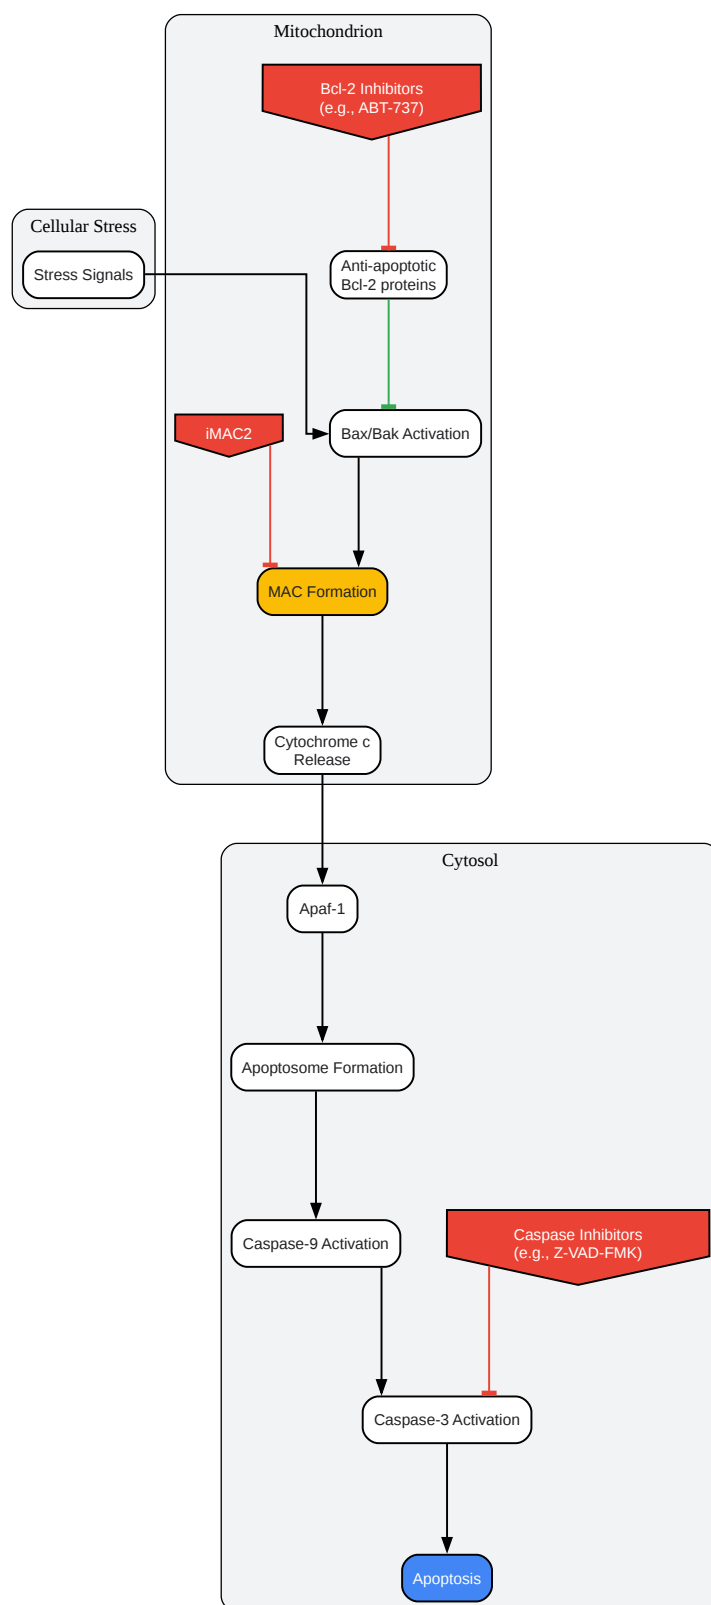 Mitochondrion
Bcl-2 Inhibitors
(e.g., ABT-737)
Cellular Stress
Stress Signals
Anti-apoptotic
Bcl-2 proteins
iMAC2
Bax/Bak Activation
MAC Formation
Cytochrome c
Release
Cytosol
Apaf-1
Apoptosome Formation
Caspase-9 Activation
Caspase Inhibitors
(e.g., Z-VAD-FMK)
Caspase-3 Activation
Apoptosis